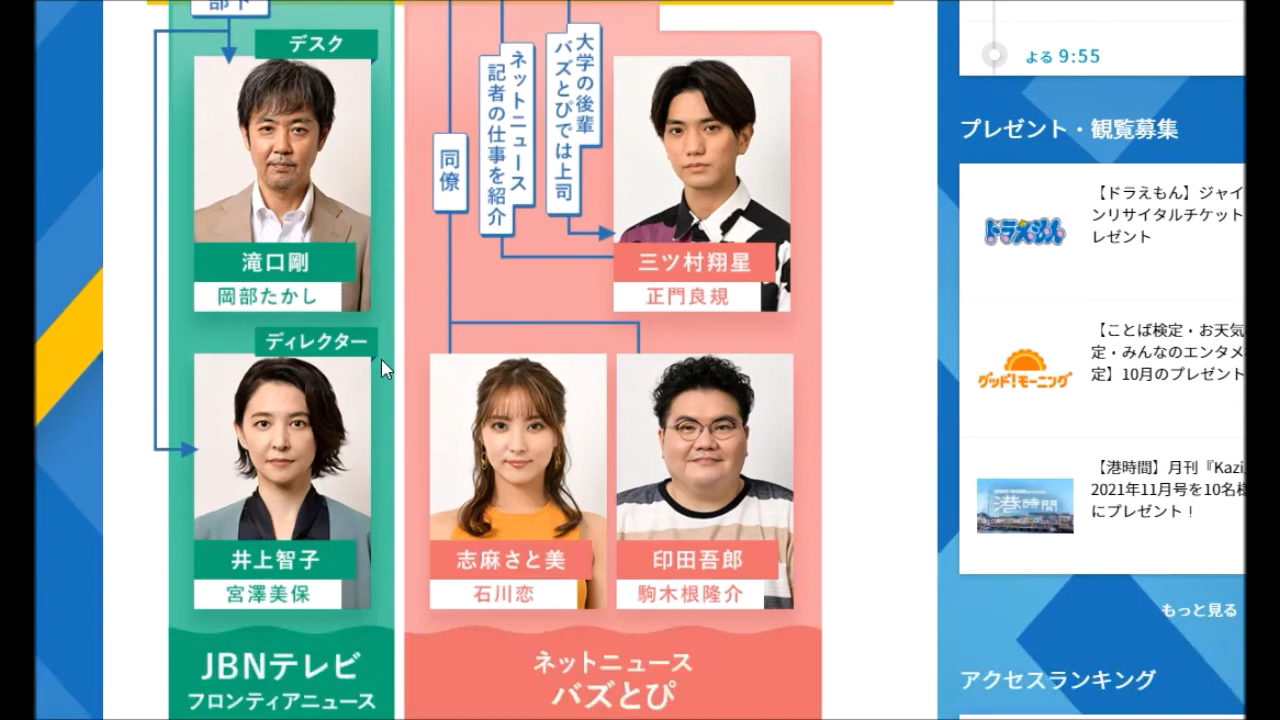 部下
デスク
滝口剛
岡部たかし
ディレクター
井上智子
宮澤美保
JBNテレビ
フロンティアニュース
同僚
ネットニュース
記者の仕事を紹介
大学の後輩
バズとぴでは上司
三ツ村翔星
正門良規
志麻さと美
石川恋
印田吾郎
駒木根隆介
ネットニュース
バズとぴ
よる 9:55
プレゼント・観覧募集
ドラえもん
【ドラえもん】ジャイ
ンリサイタルチケット
レゼント
グッド!モーニング
【ことば検定・お天気
定・みんなのエンタメ
定】10月のプレゼント
港時間
【港時間】月刊『Kazi
2021年11月号を10名様
にプレゼント！
もっと見る
アクセスランキング